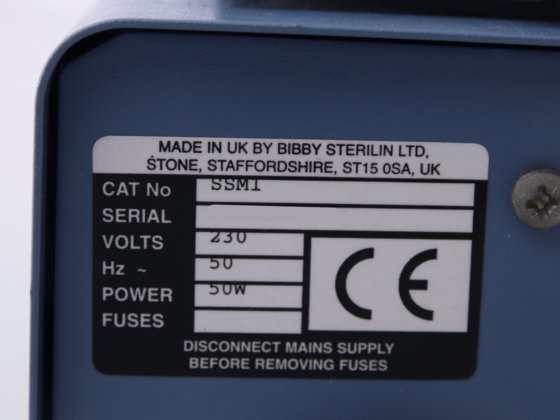 MADE IN UK BY BIBBY STERILIN LTD,
STONE, STAFFORDSHIRE, ST15 0SA, UK
CAT No SSM1
SERIAL
VOLTS 230
Hz ~ 50
POWER 50W
FUSES
CE
DISCONNECT MAINS SUPPLY
BEFORE REMOVING FUSES